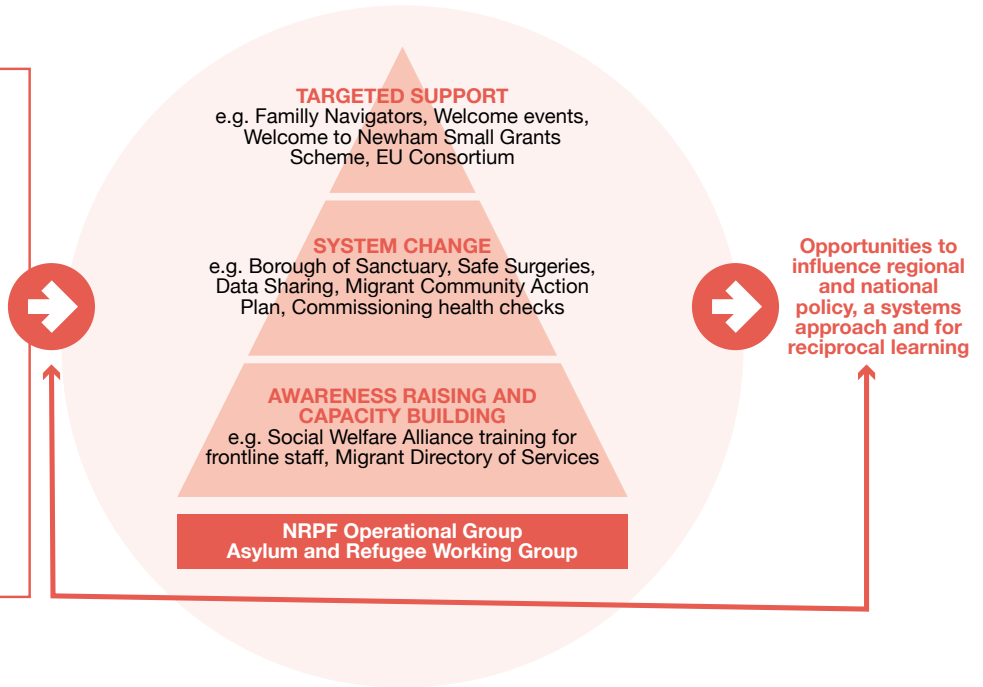 TARGETED SUPPORT
e.g. Familly Navigators, Welcome events,
Welcome to Newham Small Grants
Scheme, EU Consortium
SYSTEM CHANGE
e.g. Borough of Sanctuary, Safe Surgeries,
Data Sharing, Migrant Community Action
Plan, Commissioning health checks
AWARENESS RAISING AND
CAPACITY BUILDING
e.g. Social Welfare Alliance training for
frontline staff, Migrant Directory of Services
NRPF Operational Group
Asylum and Refugee Working Group
Opportunities to
influence regional
and national
policy, a systems
approach and for
reciprocal learning